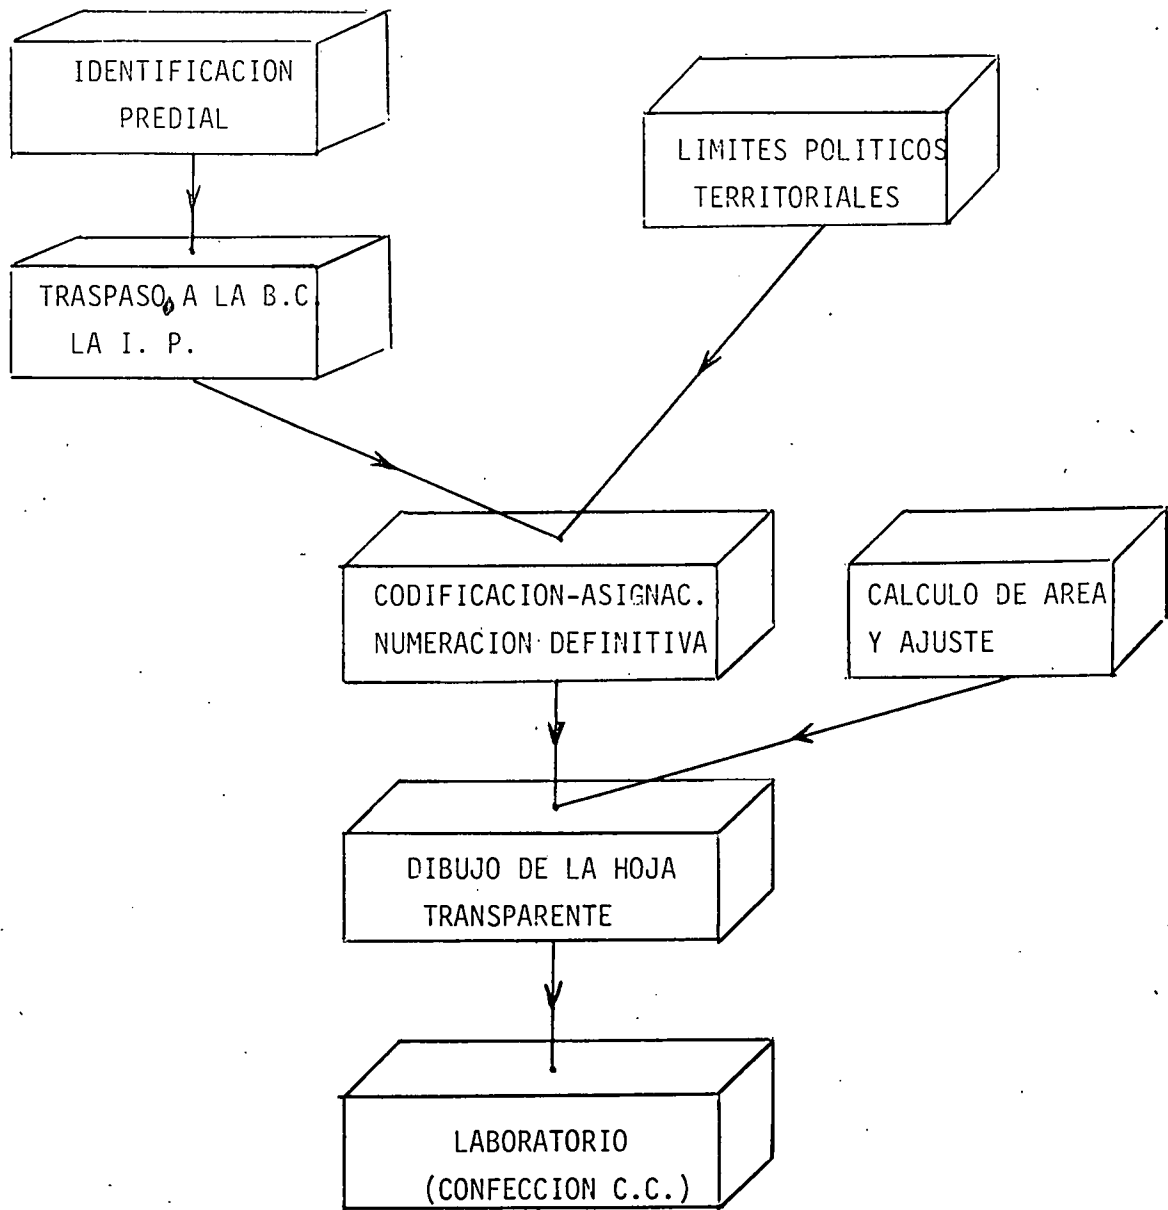 IDENTIFICACION
PREDIAL
LIMITES POLITICOS
TERRITORIALES
TRASPASO, A LA B.C
LA I. P.
CODIFICACION-ASIGNAC.
NUMERACION DEFINITIVA
CALCULO DE AREA
Y AJUSTE
DIBUJO DE LA HOJA
TRANSPARENTE
LABORATORIO
(CONFECCION C.C.)